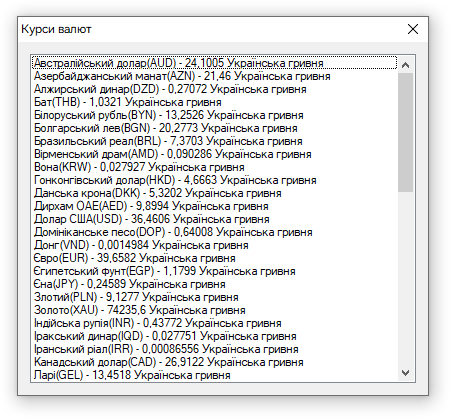 Курси валют
Австралійський долар(AUD) - 24,1005 Українська гривня
Азербайджанський манат(AZN) - 21,46 Українська гривня
Алжирський динар(DZD) - 0,27072 Українська гривня
Бат(THB) - 1,0321 Українська гривня
Білоруський рубль(BYN) - 13,2526 Українська гривня
Болгарський лев(BGN) - 20,2773 Українська гривня
Бразильський реал(BRL) - 7,3703 Українська гривня
Вірменський драм(AMD) - 0,090286 Українська гривня
Вона(KRW) - 0,027927 Українська гривня
Гонконгівський долар(HKD) - 4,6663 Українська гривня
Данська крона(DKK) - 5,3202 Українська гривня
Дирхам ОАЕ(AED) - 9,8994 Українська гривня
Долар США(USD) - 36,4606 Українська гривня
Домініканське песо(DOP) - 0,64008 Українська гривня
Донг(VND) - 0,0014984 Українська гривня
Євро(EUR) - 39,6582 Українська гривня
Єгипетський фунт(EGP) - 1,1799 Українська гривня
Єна(JPY) - 0,24589 Українська гривня
Злотий(PLN) - 9,1277 Українська гривня
Золото(XAU) - 74235,6 Українська гривня
Індійська рупія(INR) - 0,43772 Українська гривня
Іракський динар(IQD) - 0,027751 Українська гривня
Іранський ріал(IRR) - 0,00086556 Українська гривня
Канадський долар(CAD) - 26,9122 Українська гривня
Ларі(GEL) - 13,4518 Українська гривня